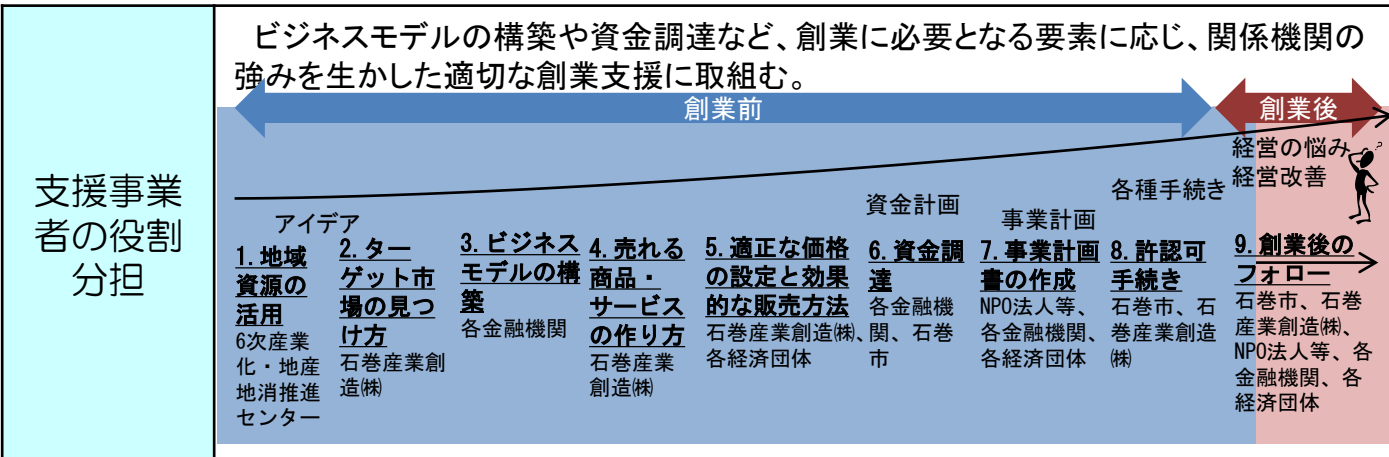 支援事業
者の役割
分担
ビジネスモデルの構築や資金調達など、創業に必要となる要素に応じ、関係機関の
強みを生かした適切な創業支援に取組む。
創業前
創業後
アイデア
1. 地域
資源の
活用
6次産業
化・地産
地消推進
センター
2. ター
ゲット市
場の見つ
け方
石巻産業創
造㈱
3. ビジネス
モデルの構
築
各金融機関
4. 売れる
商品・
サービス
の作り方
石巻産業
創造㈱
5. 適正な価格
の設定と効果
的な販売方法
石巻産業創造㈱、
各経済団体
資金計画
6. 資金調
達
各金融機
関、石巻
市
事業計画
7. 事業計画
書の作成
NPO法人等、
各金融機関、
各経済団体
各種手続き
8. 許認可
手続き
石巻市、石
巻産業創造
㈱
経営の悩み
経営改善
?
9. 創業後の
フォロー
石巻市、石巻
産業創造㈱、
NPO法人等、各
金融機関、各
経済団体